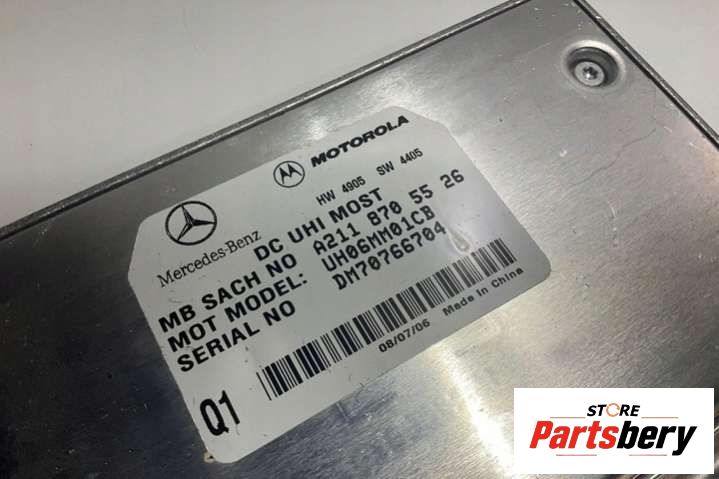 MOTOROLA
Mercedes-Benz
HW 4905 SW 4405
DC UHI MOST
MB SACH NO A211 870 55 26
MOT MODEL: UH06MM01CB
SERIAL NO DM70766704
Q1
08/07/06 Made In China
STORE
Partsbery